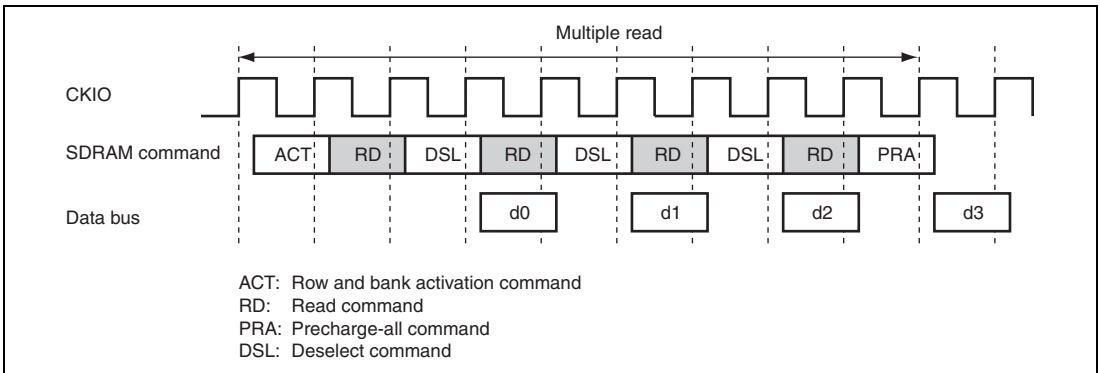 Multiple read
CKIO
SDRAM command ACT RD DSL RD DSL RD DSL RD PRA
Data bus d0 d1 d2 d3
ACT: Row and bank activation command
RD: Read command
PRA: Precharge-all command
DSL: Deselect command